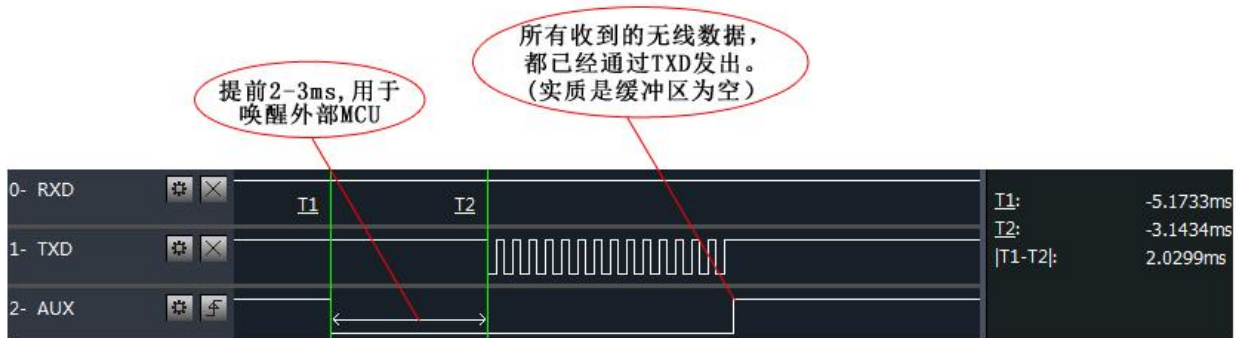 所有收到的无线数据，
都已经通过TXD发出。
(实质是缓冲区为空)
提前2-3ms,用于
唤醒外部MCU
0- RXD
T1
T2
T1:
-5.1733ms
T2:
-3.1434ms
|T1-T2|:
2.0299ms
1- TXD
2- AUX